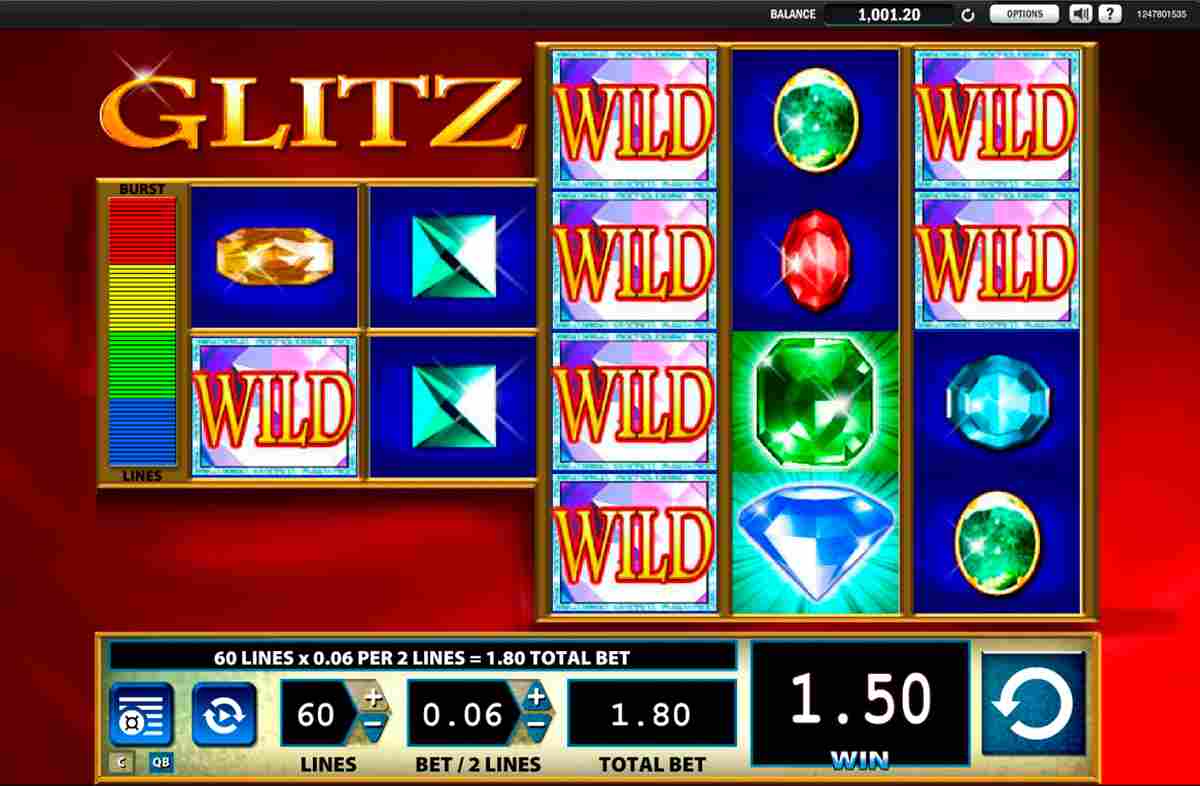 BALANCE 1,001.20 OPTIONS ? 1247801535
GLITZ
WILD WILD
BURST
WILD WILD
WILD WILD
LINES
WILD
60 LINES x 0.06 PER 2 LINES = 1.80 TOTAL BET
60 + − 0.06 + − 1.80 1.50
C QB LINES BET / 2 LINES TOTAL BET WIN